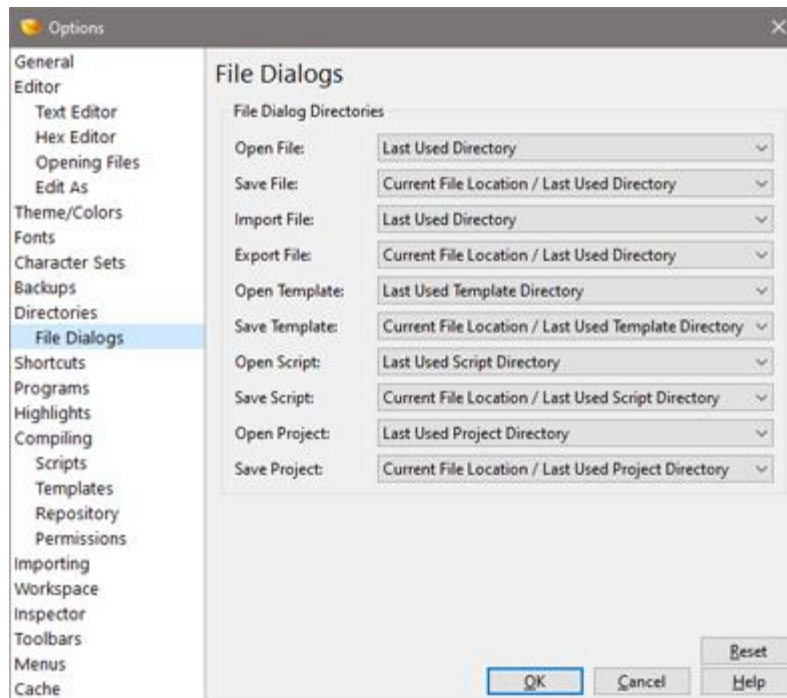 Options
General
Editor
Text Editor
Hex Editor
Opening Files
Edit As
Theme/Colors
Fonts
Character Sets
Backups
Directories
File Dialogs
Shortcuts
Programs
Highlights
Compiling
Scripts
Templates
Repository
Permissions
Importing
Workspace
Inspector
Toolbars
Menus
Cache
File Dialogs
File Dialog Directories
Open File: Last Used Directory
Save File: Current File Location / Last Used Directory
Import File: Last Used Directory
Export File: Current File Location / Last Used Directory
Open Template: Last Used Template Directory
Save Template: Current File Location / Last Used Template Directory
Open Script: Last Used Script Directory
Save Script: Current File Location / Last Used Script Directory
Open Project: Last Used Project Directory
Save Project: Current File Location / Last Used Project Directory
Reset
OK Cancel Help